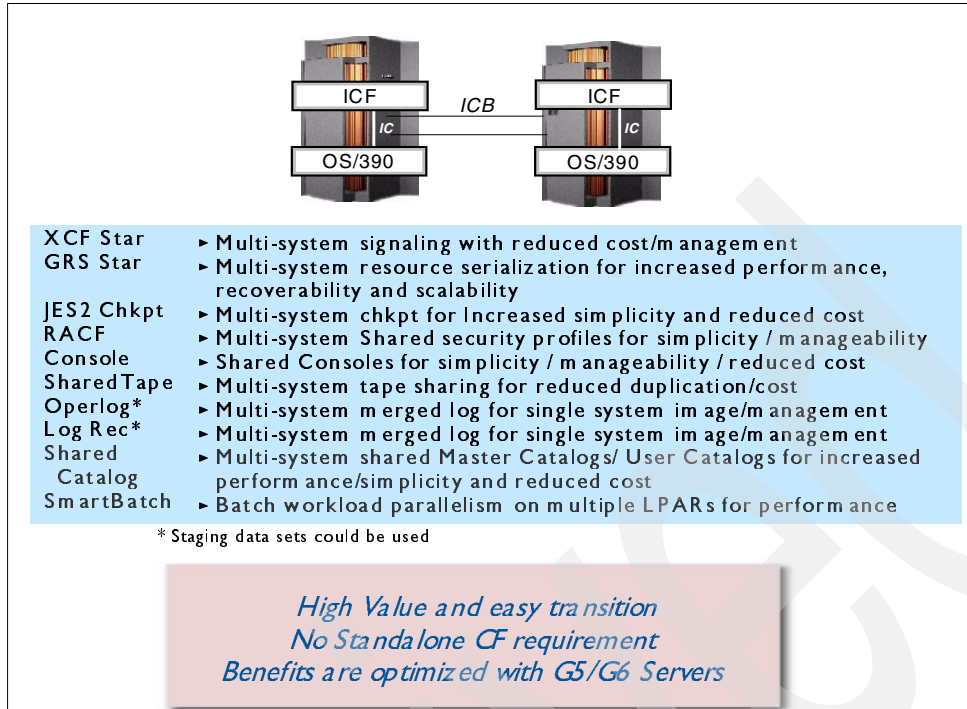 ICF
ICB
ICF
IC
IC
OS/390
OS/390
XCF Star ► Multi-system signaling with reduced cost/management
GRS Star ► Multi-system resource serialization for increased performance,
recoverability and scalability
JES2 Chkpt ► Multi-system chkpt for Increased simplicity and reduced cost
RACF ► Multi-system Shared security profiles for simplicity / manageability
Console ► Shared Consoles for simplicity / manageability / reduced cost
SharedTape ► Multi-system tape sharing for reduced duplication/cost
Operlog* ► Multi-system merged log for single system image/management
Log Rec* ► Multi-system merged log for single system image/management
Shared ► Multi-system shared Master Catalogs/ User Catalogs for increased
Catalog performance/simplicity and reduced cost
SmartBatch ► Batch workload parallelism on multiple LPARs for performance
* Staging data sets could be used
High Value and easy transition
No Standalone CF requirement
Benefits are optimized with G5/G6 Servers